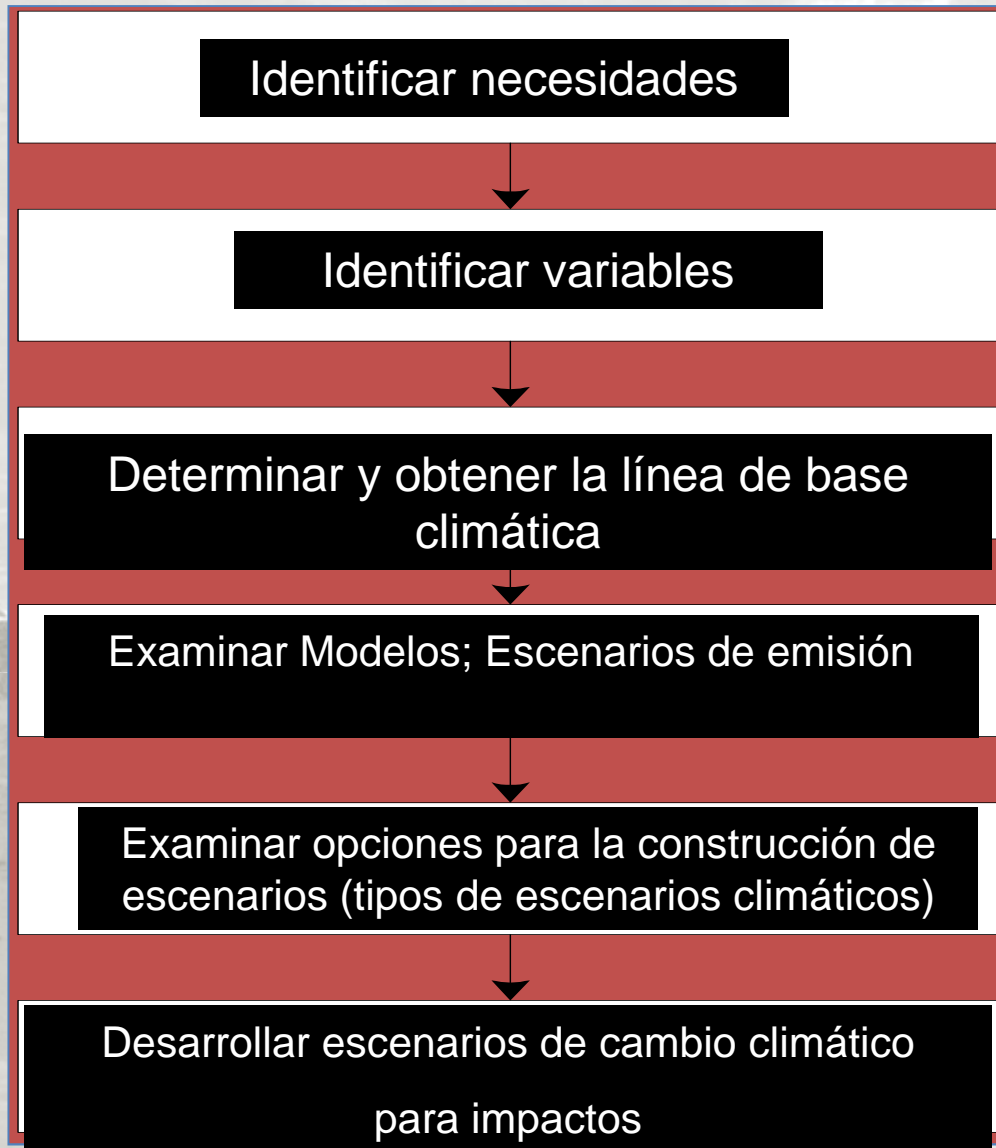 Identificar necesidades
Identificar variables
Determinar y obtener la línea de base
climática
Examinar Modelos; Escenarios de emisión
Examinar opciones para la construcción de
escenarios (tipos de escenarios climáticos)
Desarrollar escenarios de cambio climático
para impactos